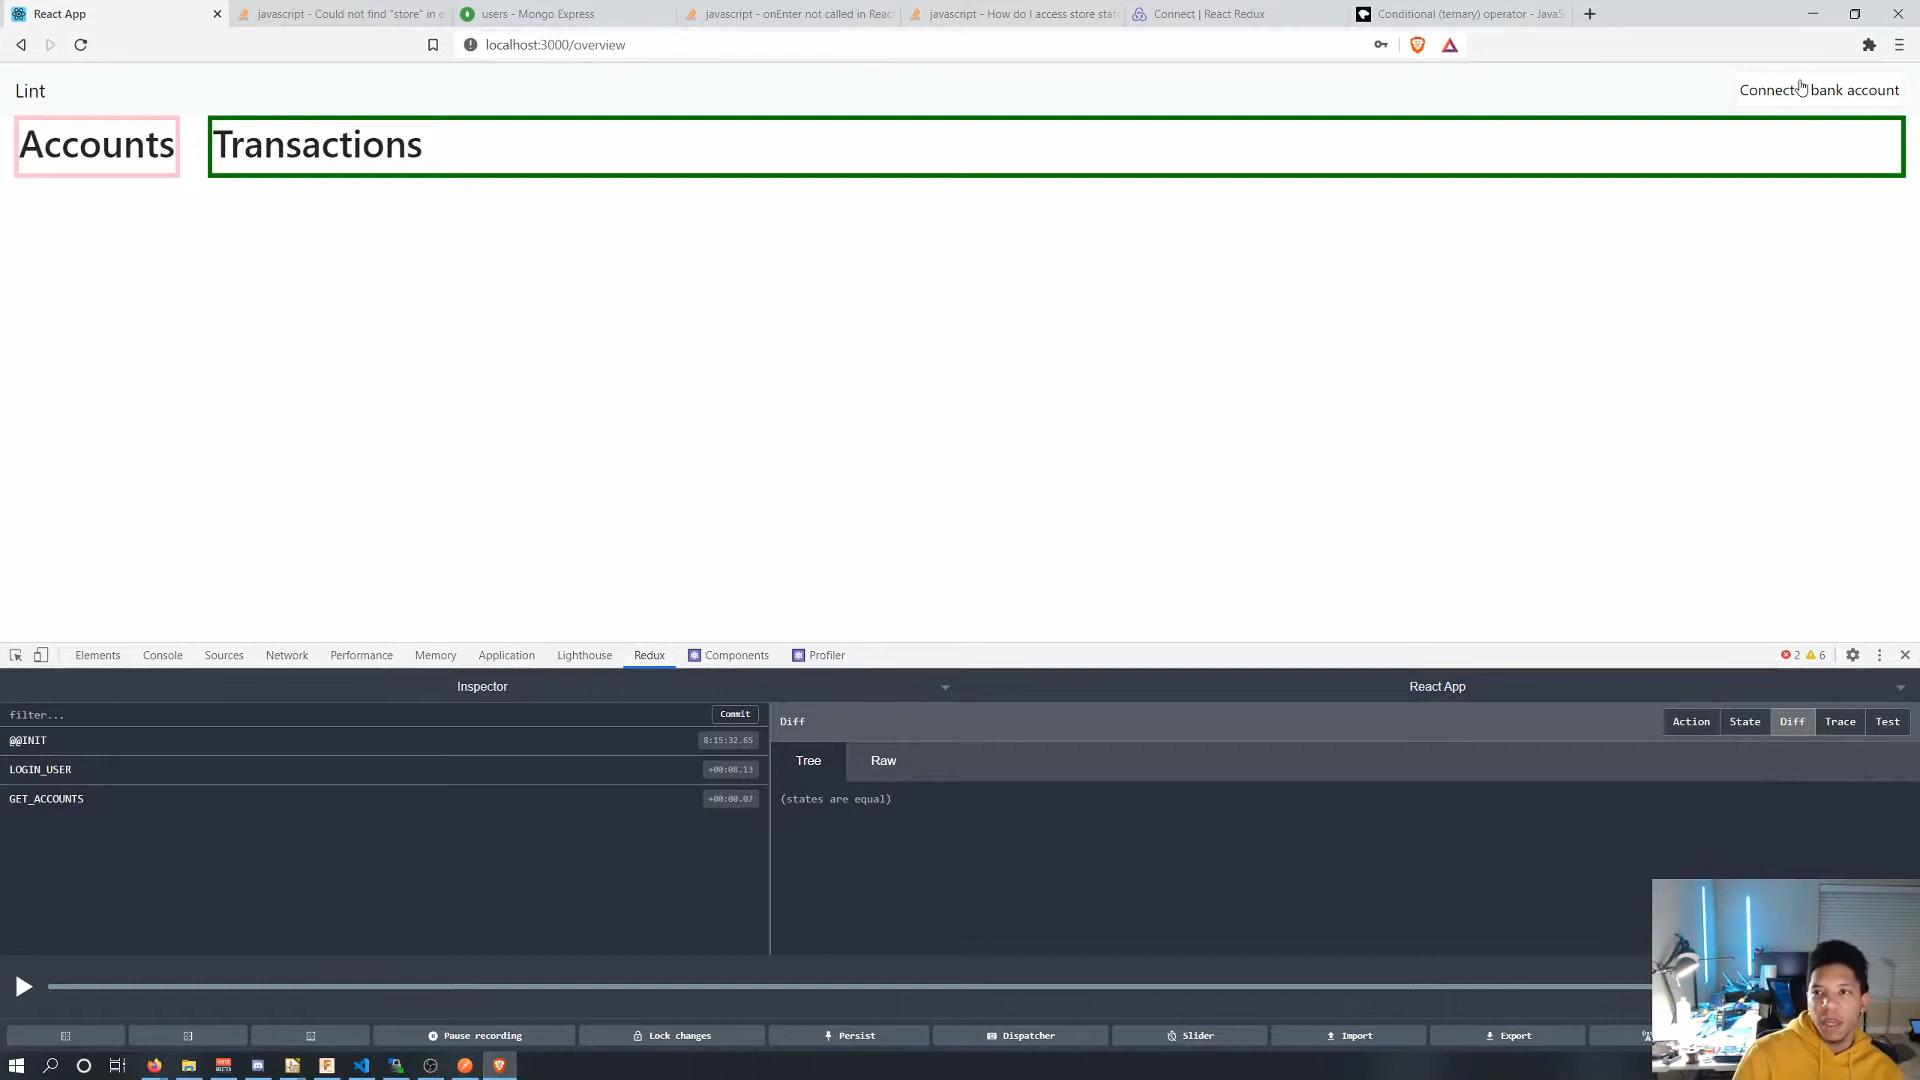 React App
javascript - Could not find "store" in e
users - Mongo Express
javascript - onEnter not called in Reac
javascript - How do I access store stat
Connect | React Redux
Conditional (ternary) operator - JavaS
localhost:3000/overview
Lint
Connect bank account
Accounts
Transactions
Elements
Console
Sources
Network
Performance
Memory
Application
Lighthouse
Redux
Components
Profiler
2
6
Inspector
React App
filter...
Commit
Diff
Action
State
Diff
Trace
Test
@@INIT
8:15:32.65
LOGIN_USER
+00:08.13
GET_ACCOUNTS
+00:00.07
Tree
Raw
(states are equal)
Pause recording
Lock changes
Persist
Dispatcher
Slider
Import
Export